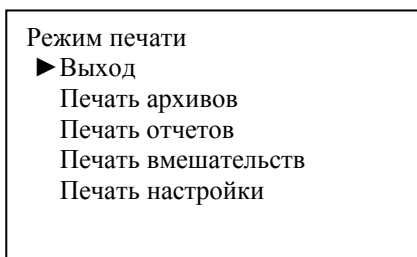 Режим печати
►Выход
Печать архивов
Печать отчетов
Печать вмешательств
Печать настройки